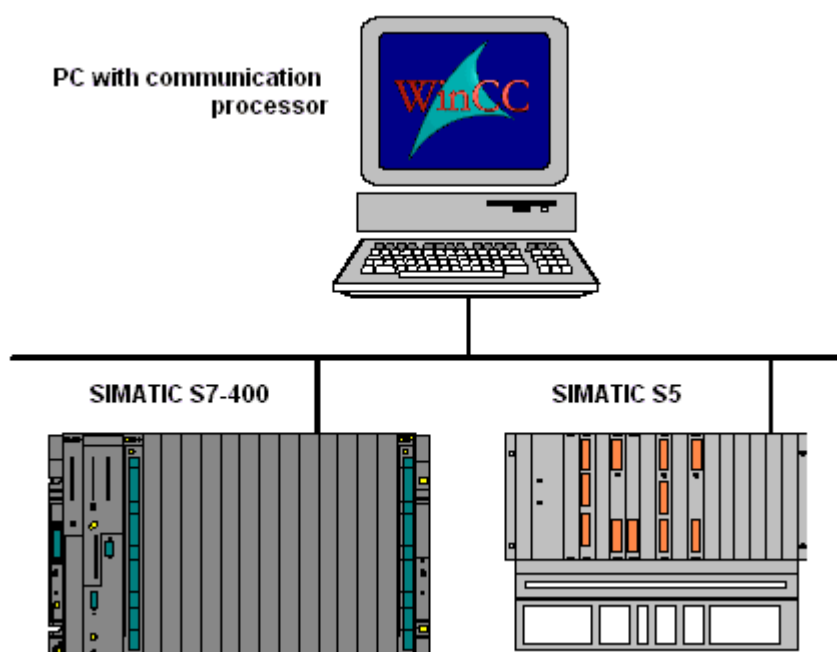 PC with communication
processor
WinCC
SIMATIC S7-400
SIMATIC S5